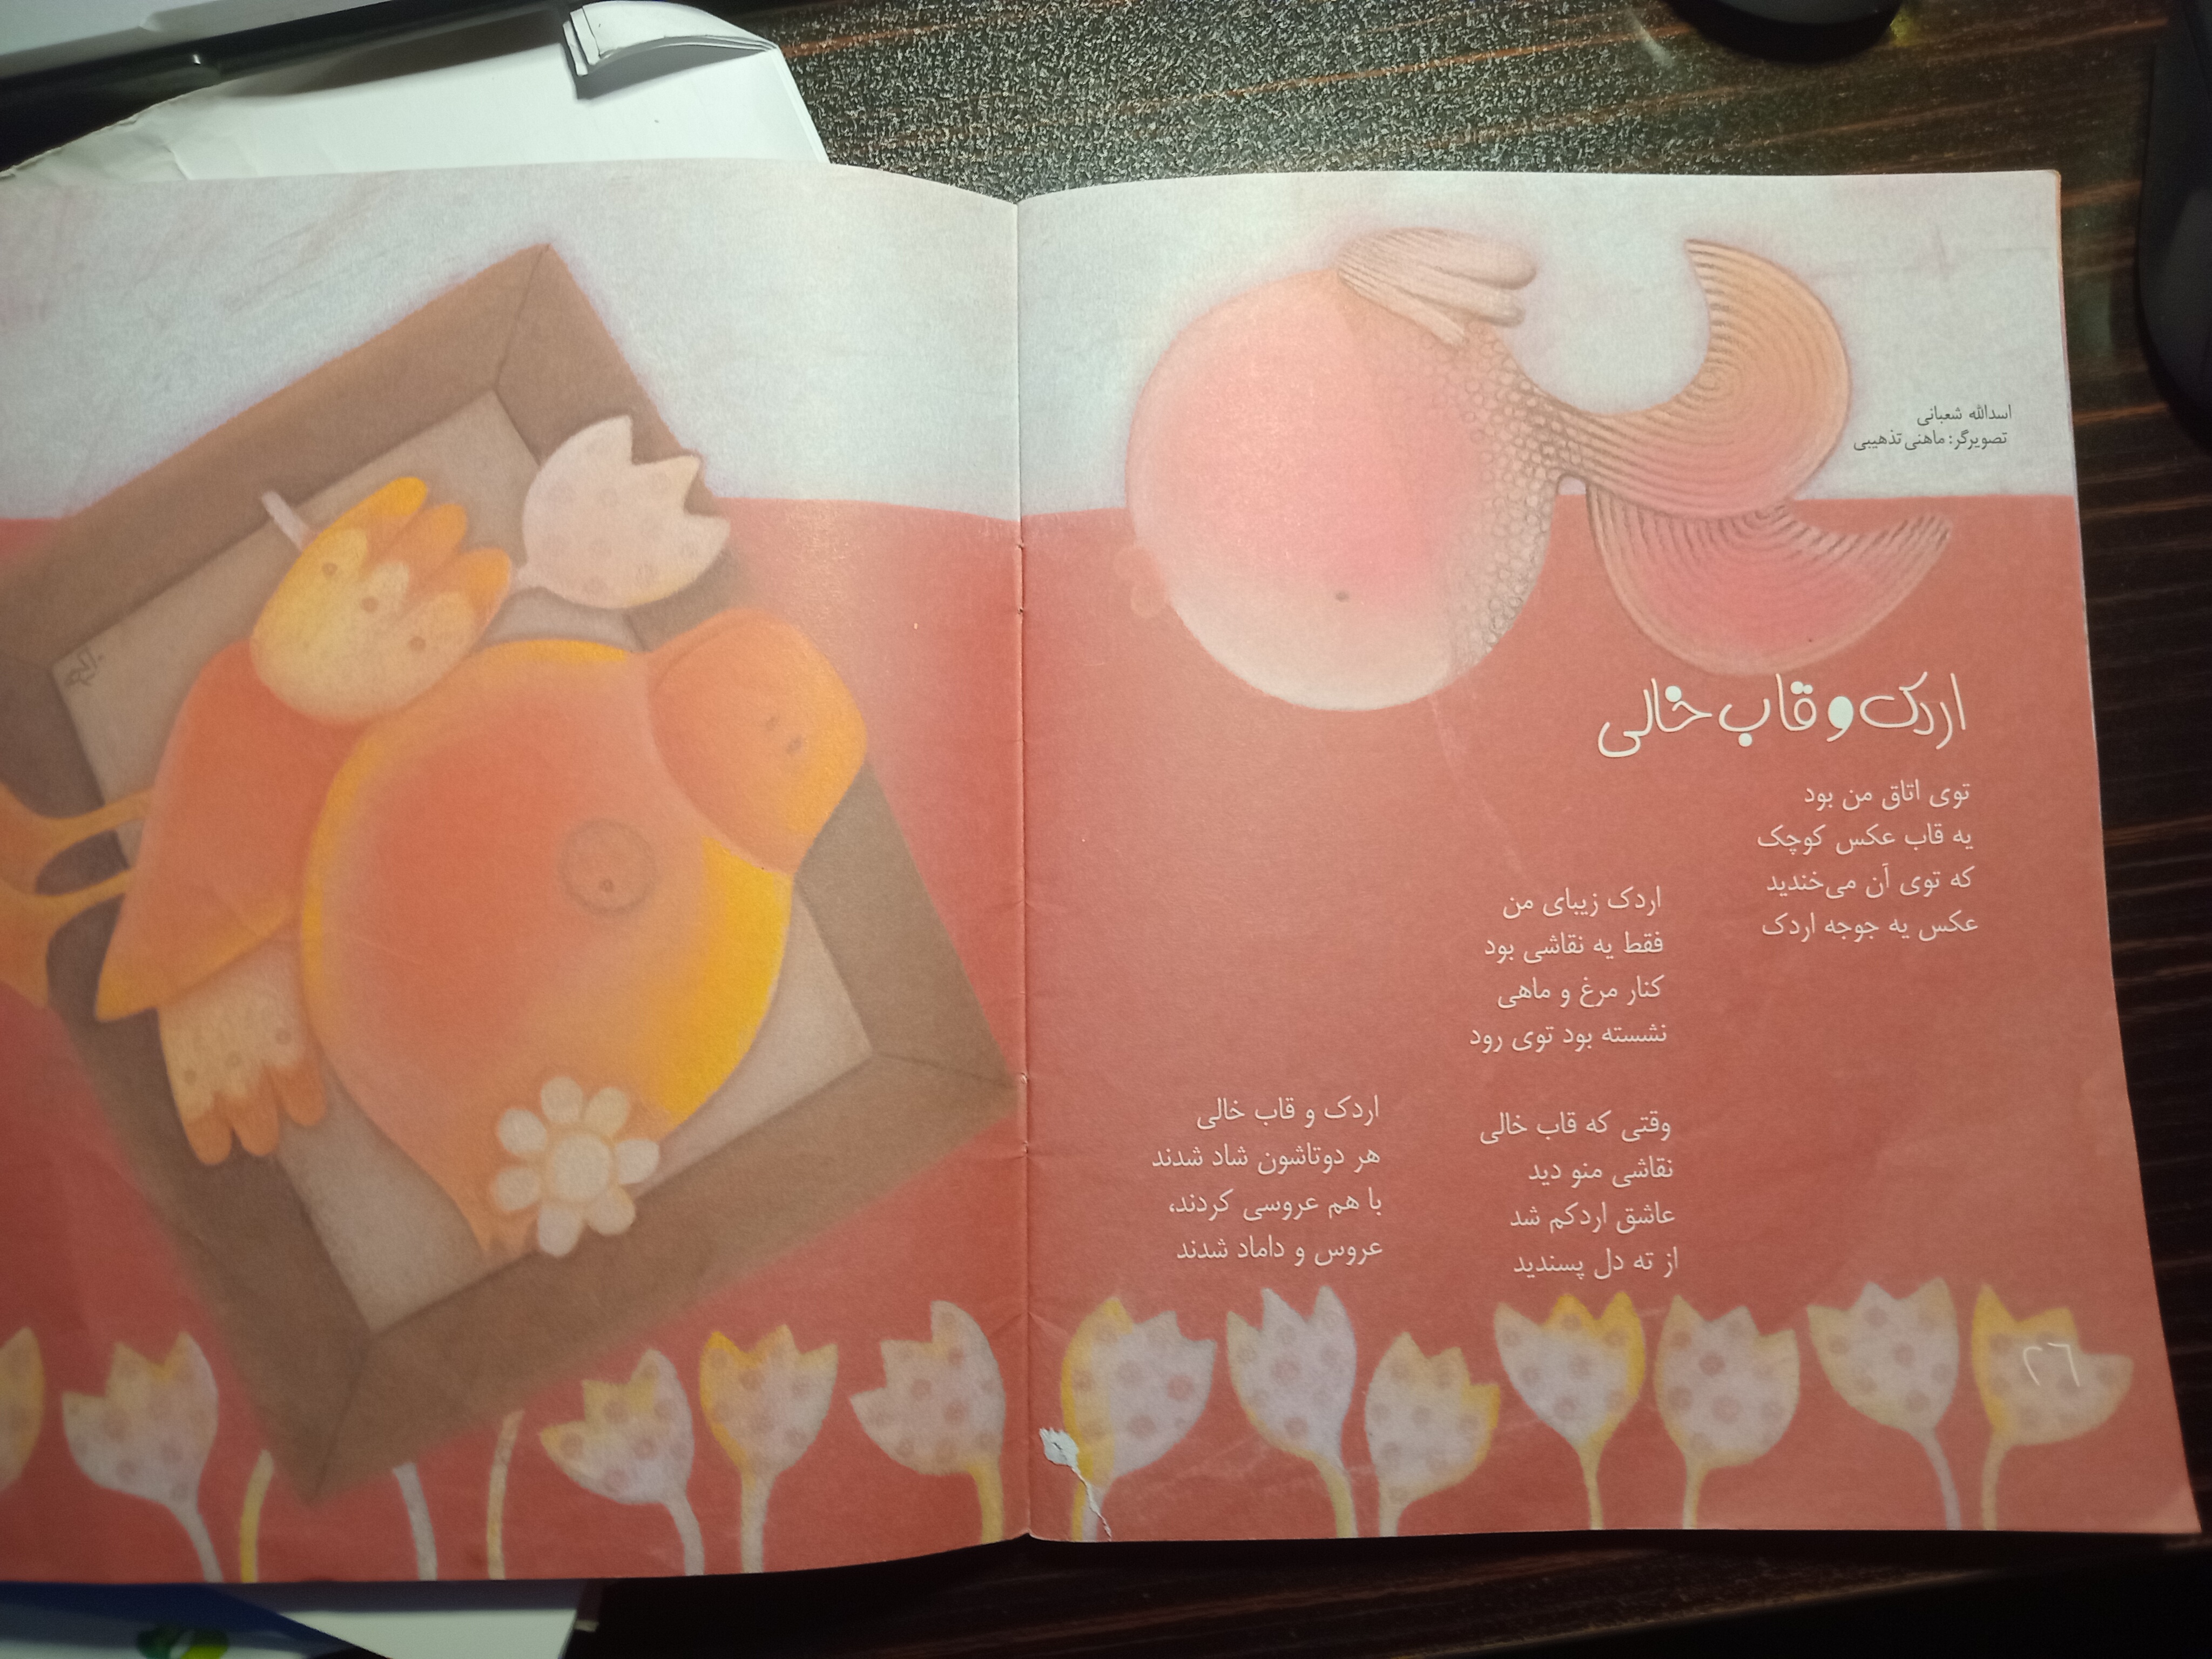 اسدالله شعبانی
تصویرگر: ماهنی تذهیبی
اردک و قاب خالی
توی اتاق من بود
یه قاب عکس کوچک
که توی آن می‌خندید
عکس یه جوجه اردک
اردک زیبای من
فقط یه نقاشی بود
کنار مرغ و ماهی
نشسته بود توی رود
وقتی که قاب خالی
نقاشی منو دید
عاشق اردکم شد
از ته دل پسندید
اردک و قاب خالی
هر دوتاشون شاد شدند
با هم عروسی کردند،
عروس و داماد شدند
۲۶